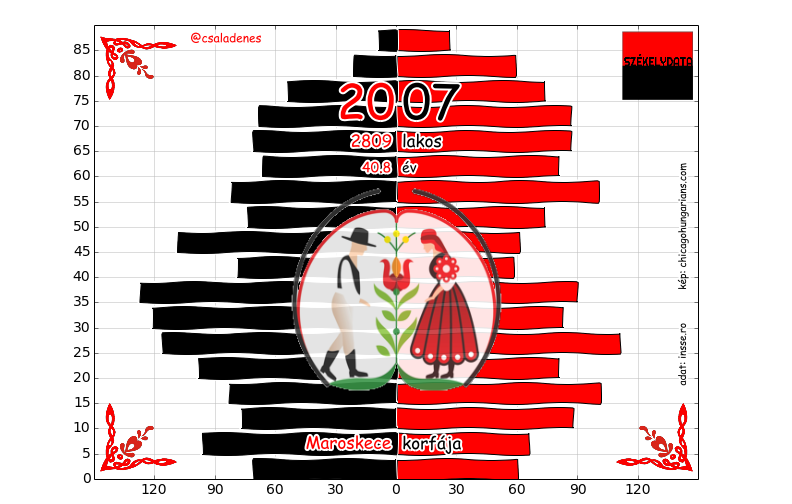 @csaladenes
SZÉKELYDATA
2007
2809 lakos
40.8 év
kép: chicagohungarians.com
adat: insse.ro
Maroskece korfája
85
80
75
70
65
60
55
50
45
40
35
30
25
20
15
10
5
0
120 90 60 30 0 30 60 90 120